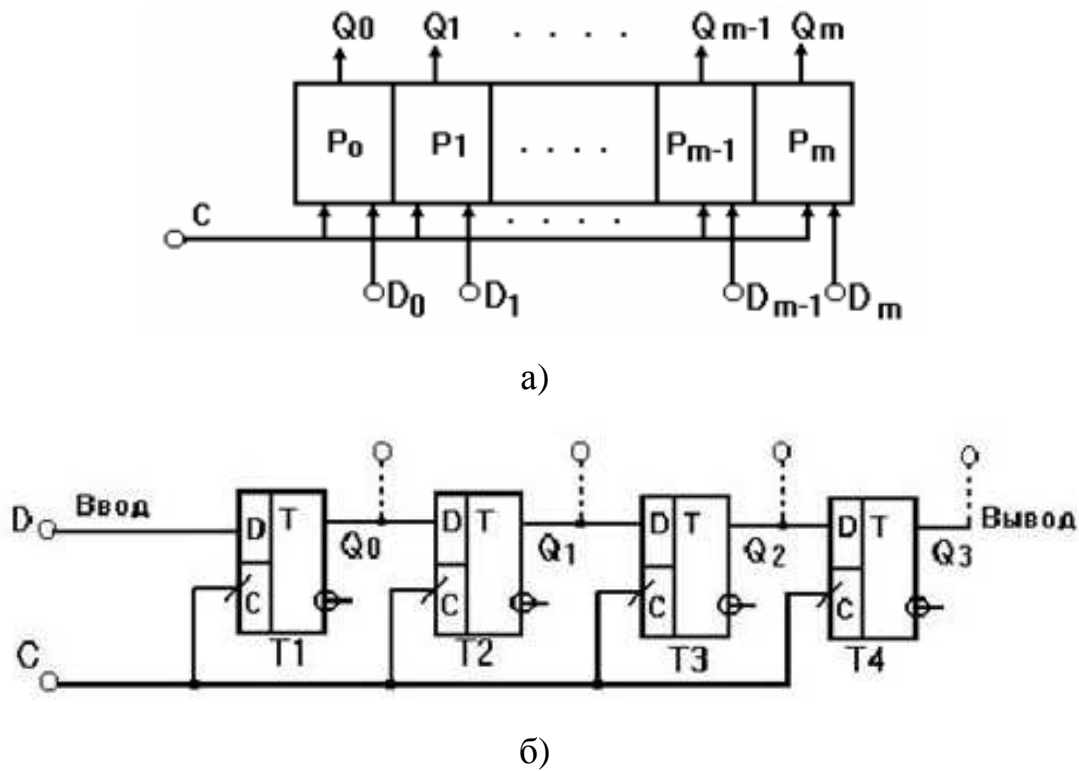 Q0 Q1 . . . . Qm-1 Qm
P0 P1 . . . . Pm-1 Pm
C . . . .
D0 D1 Dm-1 Dm
а)
D Ввод D T Q0 D T Q1 D T Q2 D T Q3 Вывод
C C C C
C T1 T2 T3 T4
б)